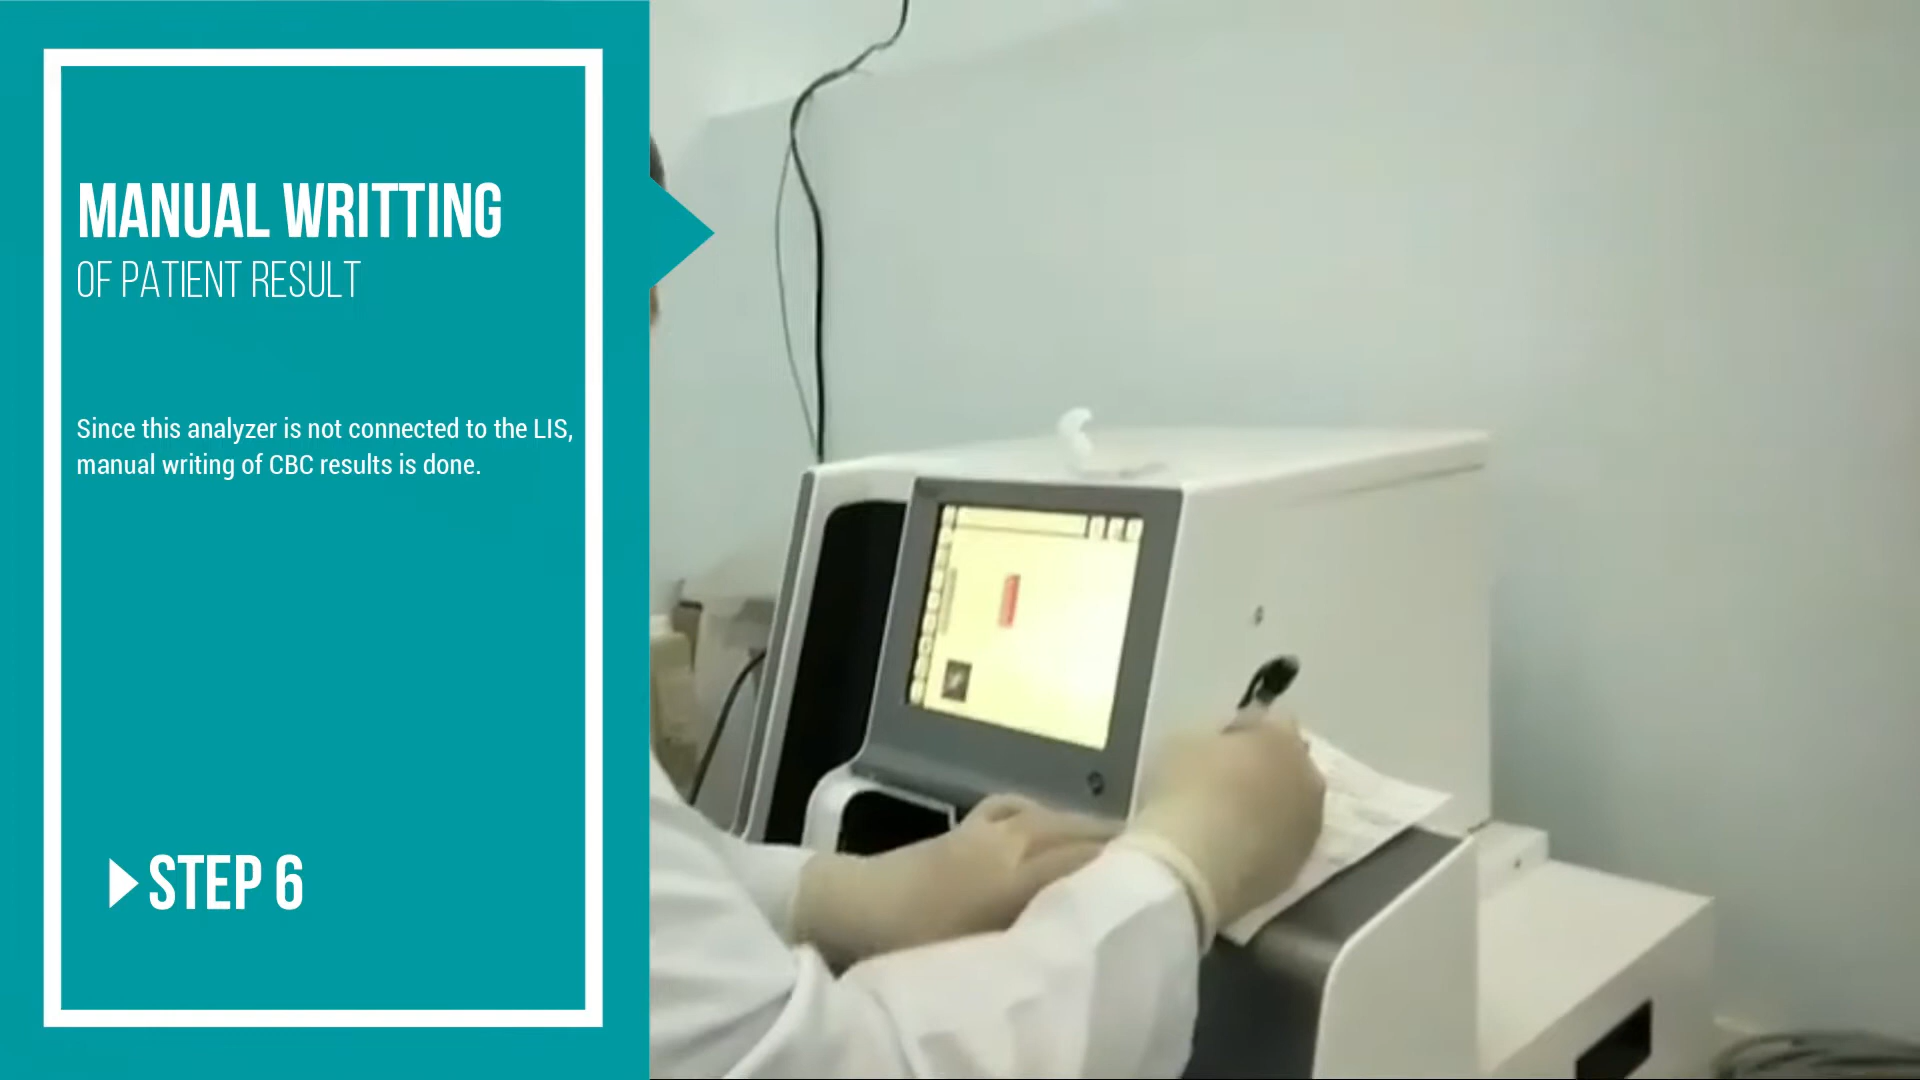 MANUAL WRITTING
OF PATIENT RESULT
Since this analyzer is not connected to the LIS,
manual writing of CBC results is done.
STEP 6